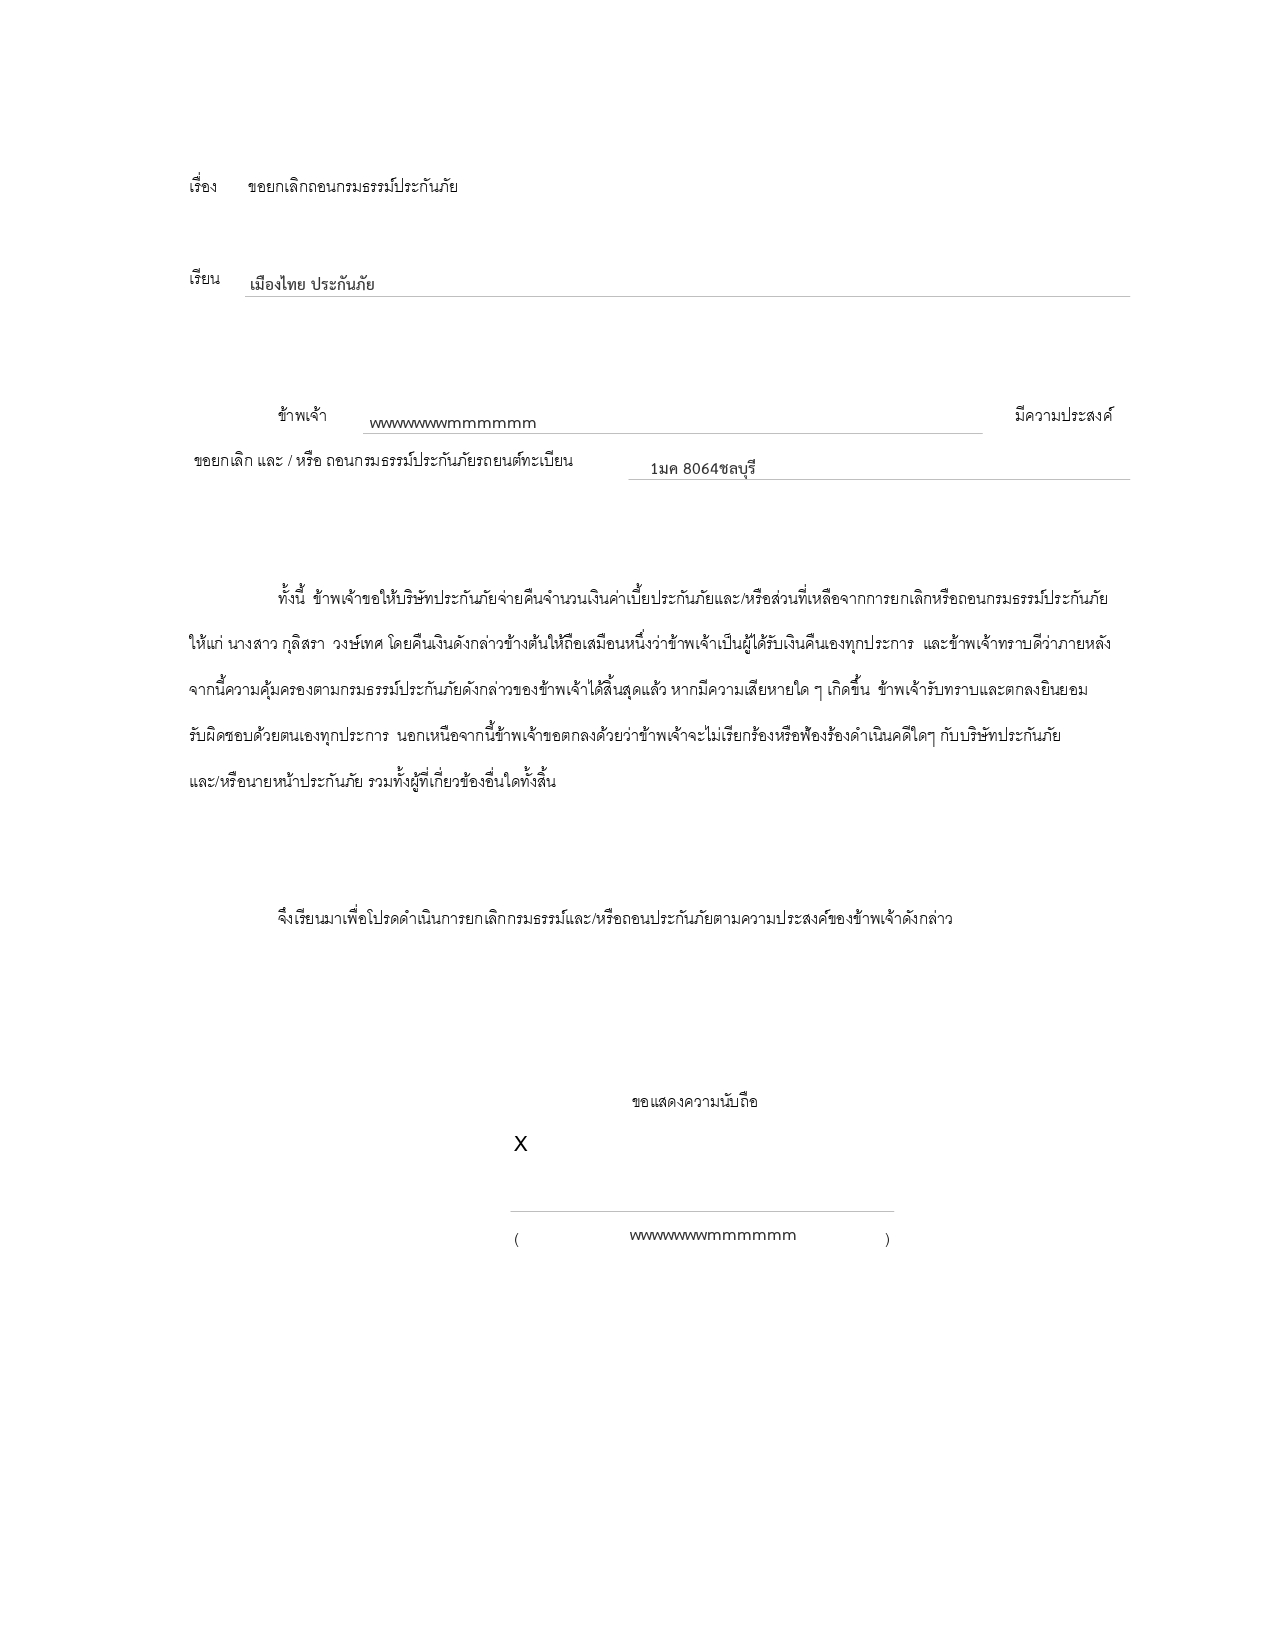 เรื่อง ขอยกเลิกถอนกรมธรรม์ประกันภัย
เรียน เมืองไทย ประกันภัย
ข้าพเจ้า wwwwwwwmmmmmm มีความประสงค์
ขอยกเลิก และ / หรือ ถอนกรมธรรม์ประกันภัยรถยนต์ทะเบียน 1มค 8064ชลบุรี
ทั้งนี้ ข้าพเจ้าขอให้บริษัทประกันภัยจ่ายคืนจำนวนเงินค่าเบี้ยประกันภัยและ/หรือส่วนที่เหลือจากการยกเลิกหรือถอนกรมธรรม์ประกันภัย
ให้แก่ นางสาว กุลิสรา วงษ์เทศ โดยคืนเงินดังกล่าวข้างต้นให้ถือเสมือนหนึ่งว่าข้าพเจ้าเป็นผู้ได้รับเงินคืนเองทุกประการ และข้าพเจ้าทราบดีว่าภายหลัง
จากนี้ความคุ้มครองตามกรมธรรม์ประกันภัยดังกล่าวของข้าพเจ้าได้สิ้นสุดแล้ว หากมีความเสียหายใด ๆ เกิดขึ้น ข้าพเจ้ารับทราบและตกลงยินยอม
รับผิดชอบด้วยตนเองทุกประการ นอกเหนือจากนี้ข้าพเจ้าขอตกลงด้วยว่าข้าพเจ้าจะไม่เรียกร้องหรือฟ้องร้องดำเนินคดีใดๆ กับบริษัทประกันภัย
และ/หรือนายหน้าประกันภัย รวมทั้งผู้ที่เกี่ยวข้องอื่นใดทั้งสิ้น
จึงเรียนมาเพื่อโปรดดำเนินการยกเลิกกรมธรรม์และ/หรือถอนประกันภัยตามความประสงค์ของข้าพเจ้าดังกล่าว
ขอแสดงความนับถือ
X
( wwwwwwwmmmmmm )